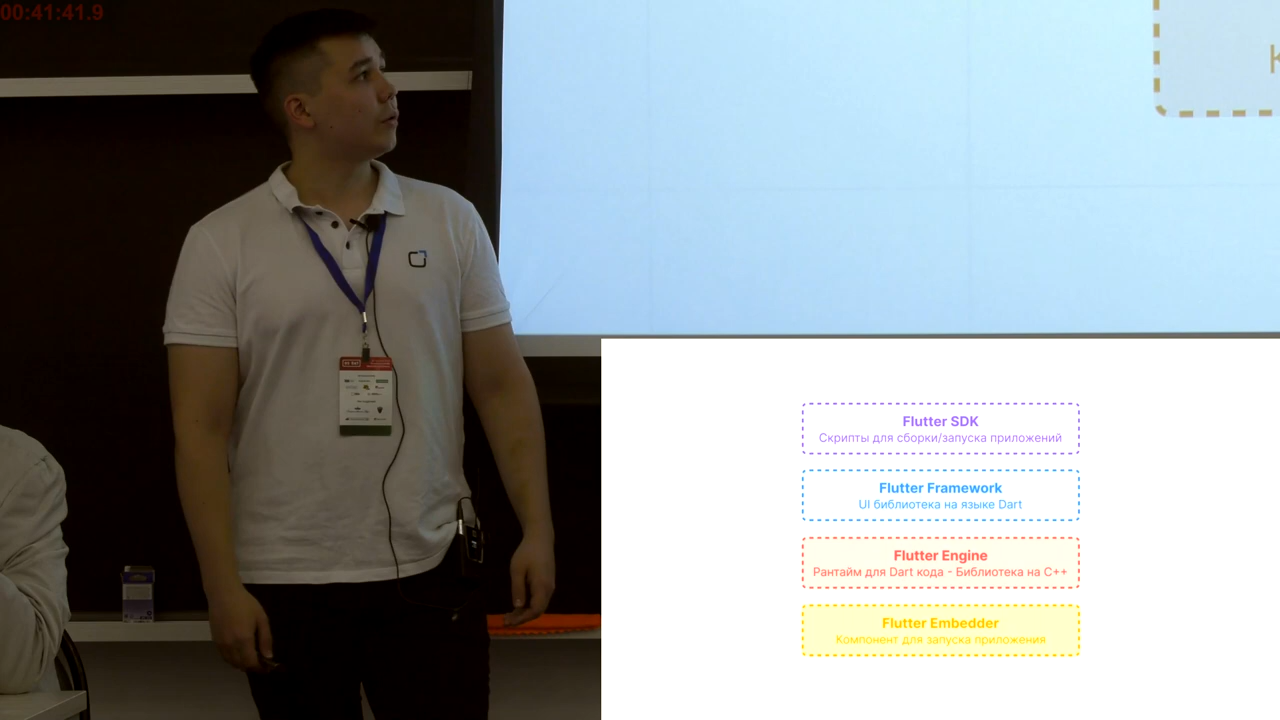 00:41:41.9
Flutter SDK
Скрипты для сборки/запуска приложений
Flutter Framework
UI библиотека на языке Dart
Flutter Engine
Рантайм для Dart кода - Библиотека на C++
Flutter Embedder
Компонент для запуска приложения